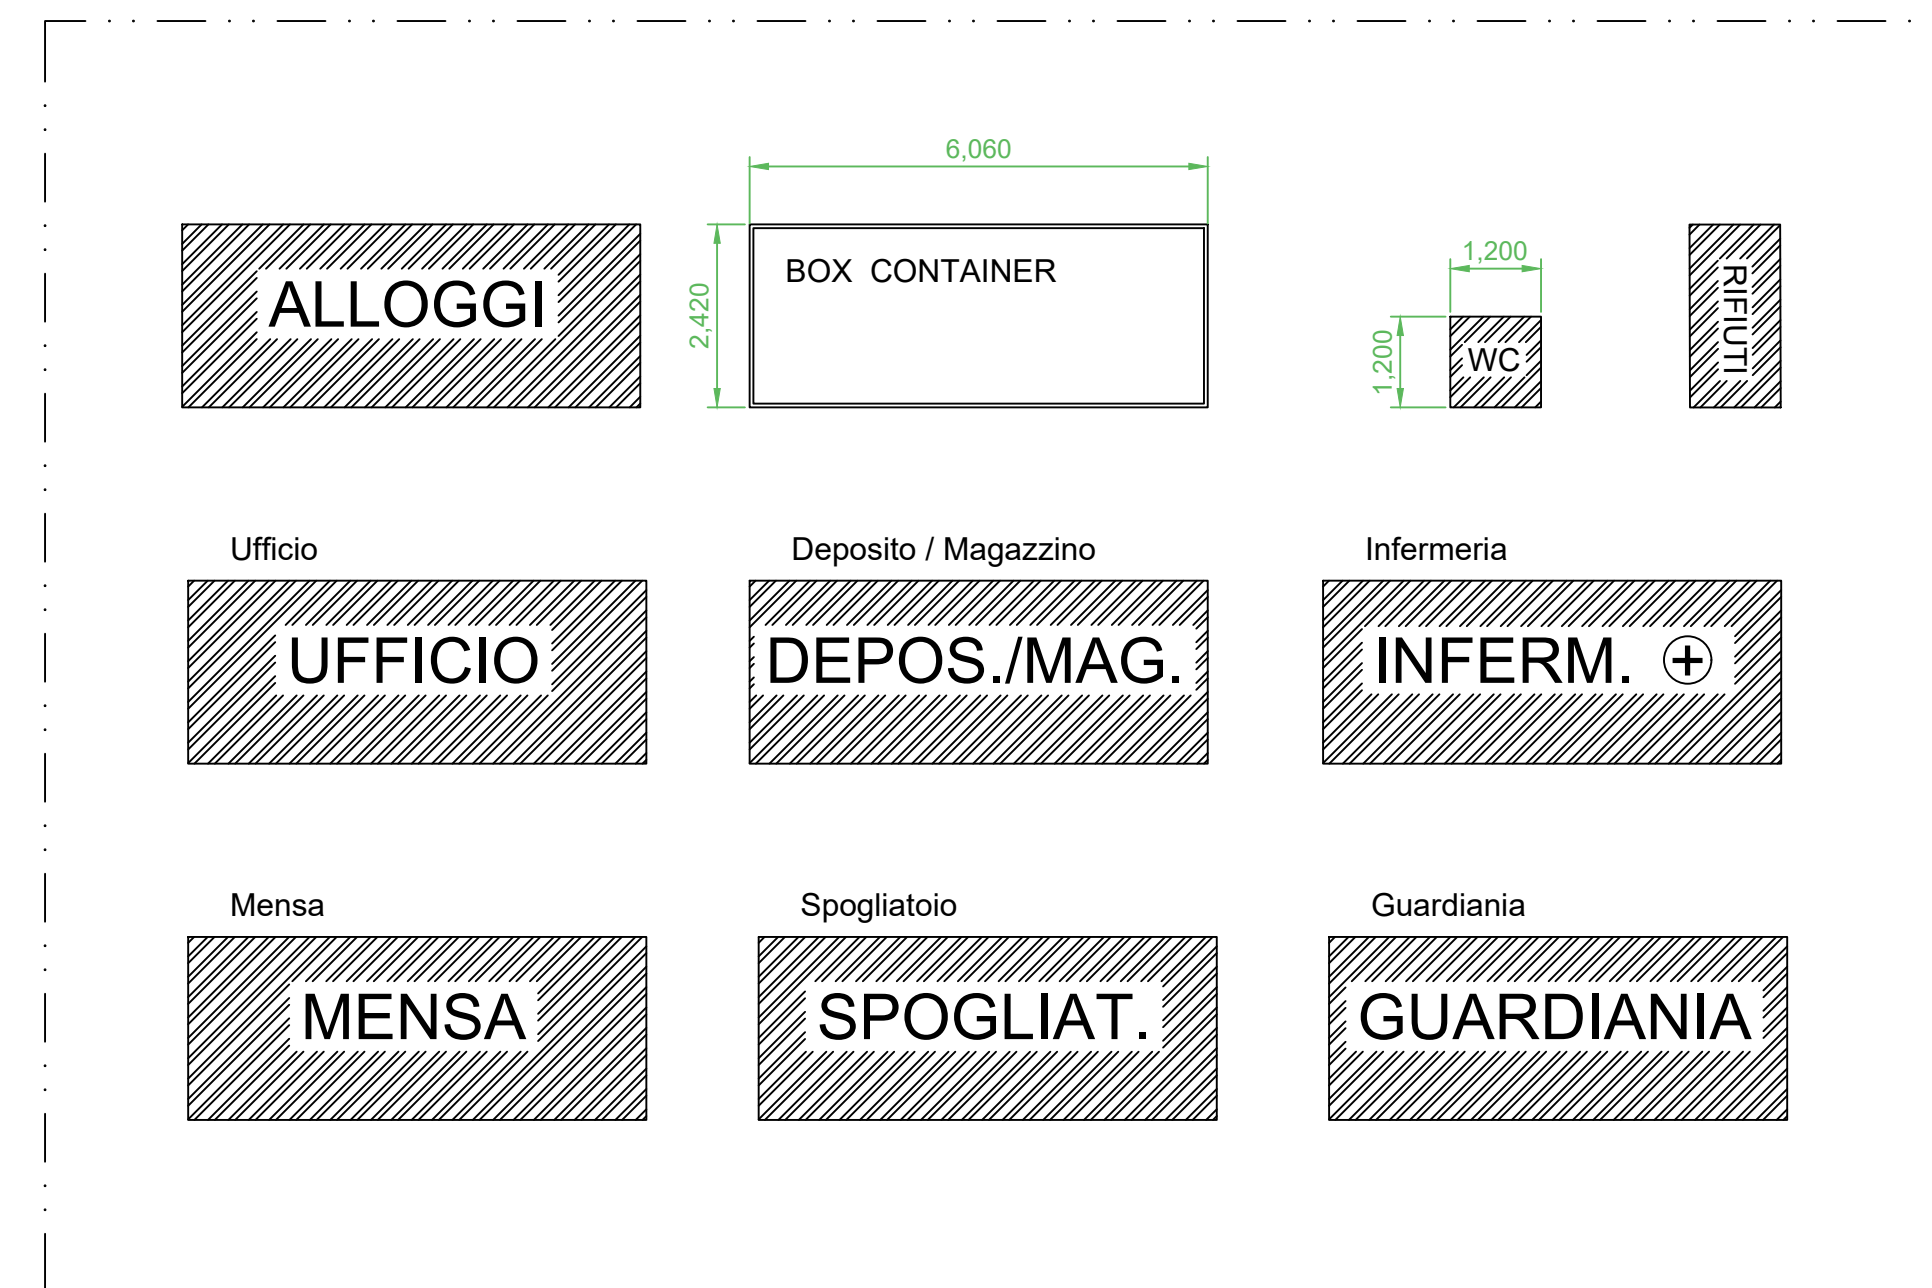 6,060
ALLOGGI
2,420
BOX CONTAINER
1,200
1,200
WC
RIFIUTI
Ufficio
Deposito / Magazzino
Infermeria
UFFICIO
DEPOS./MAG.
INFERM. +
Mensa
Spogliatoio
Guardiania
MENSA
SPOGLIAT.
GUARDIANIA